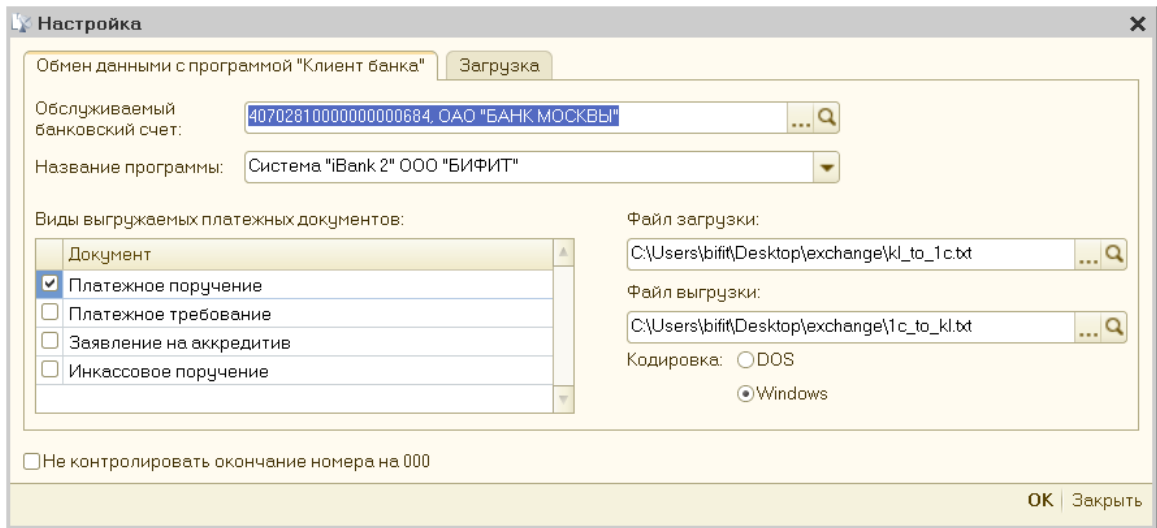 Настройка
Обмен данными с программой "Клиент банка"
Загрузка
Обслуживаемый
банковский счет:
40702810000000000684, ОАО "БАНК МОСКВЫ"
...
Название программы:
Система "iBank 2" ООО "БИФИТ"
Виды выгружаемых платежных документов:
Документ
Платежное поручение
Платежное требование
Заявление на аккредитив
Инкассовое поручение
Файл загрузки:
C:\Users\bifit\Desktop\exchange\kl_to_1c.txt
...
Файл выгрузки:
C:\Users\bifit\Desktop\exchange\1c_to_kl.txt
...
Кодировка:
DOS
Windows
Не контролировать окончание номера на 000
OK
Закрыть